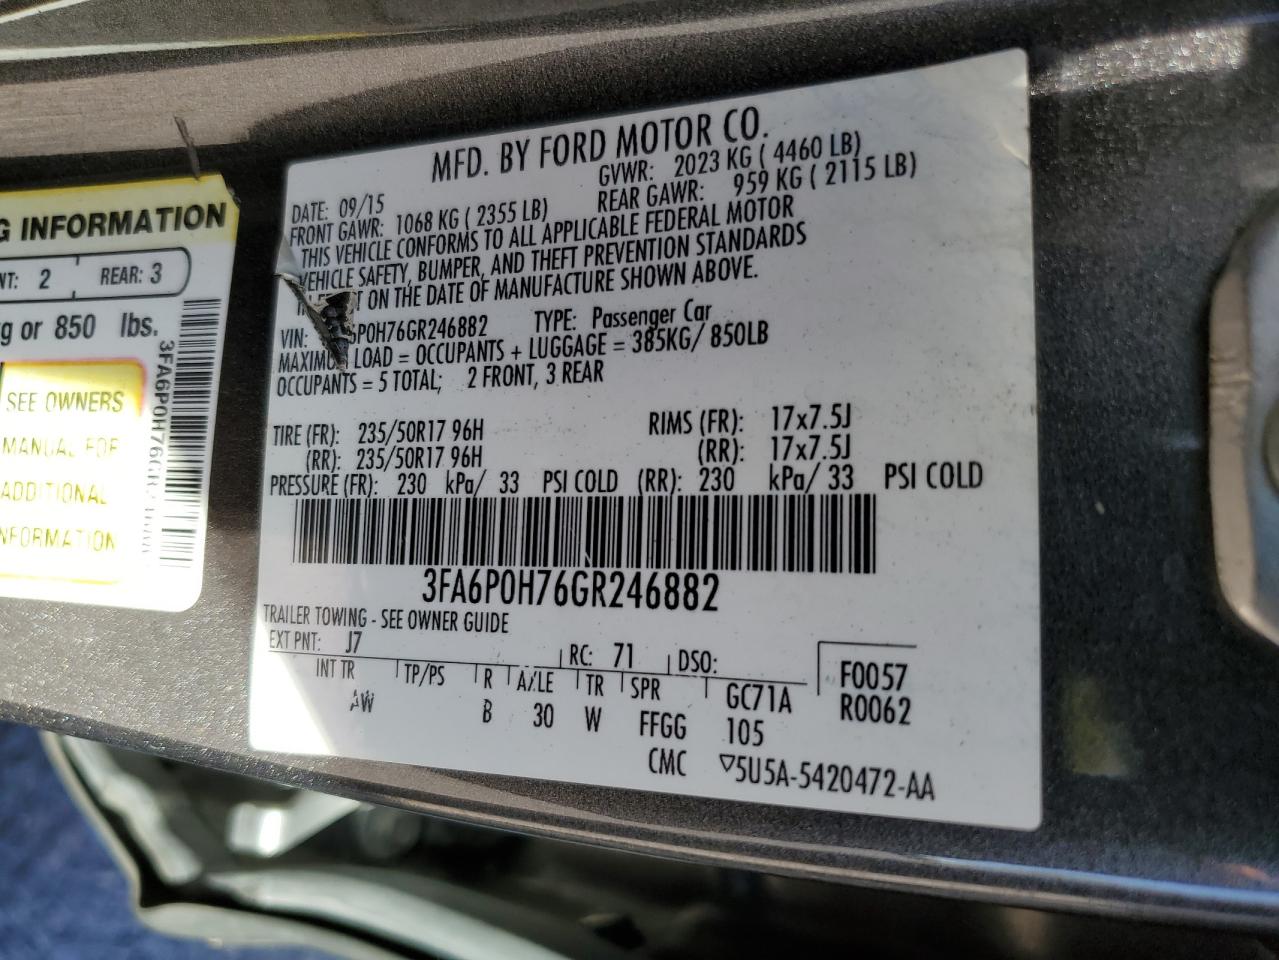 MFD. BY FORD MOTOR CO.
DATE: 09/15
GVWR: 2023 KG ( 4460 LB)
FRONT GAWR: 1068 KG ( 2355 LB)
REAR GAWR: 959 KG ( 2115 LB)
THIS VEHICLE CONFORMS TO ALL APPLICABLE FEDERAL MOTOR
VEHICLE SAFETY, BUMPER, AND THEFT PREVENTION STANDARDS
ON THE DATE OF MANUFACTURE SHOWN ABOVE.
VIN: 6P0H76GR246882 TYPE: Passenger Car
MAXIMUM LOAD = OCCUPANTS + LUGGAGE = 385KG/ 850LB
OCCUPANTS = 5 TOTAL; 2 FRONT, 3 REAR
TIRE (FR): 235/50R17 96H RIMS (FR): 17x7.5J
(RR): 235/50R17 96H (RR): 17x7.5J
PRESSURE (FR): 230 kPa/ 33 PSI COLD (RR): 230 kPa/ 33 PSI COLD
3FA6P0H76GR246882
TRAILER TOWING - SEE OWNER GUIDE
EXT PNT: J7 RC: 71 DSO:
INT TR TP/PS R AXLE TR SPR GC71A F0057
AW B 30 W FFGG 105 R0062
CMC ▽5U5A-5420472-AA
G INFORMATION
NT: 2 REAR: 3
kg or 850 lbs.
SEE OWNERS
MANUAL FOR
ADDITIONAL
INFORMATION